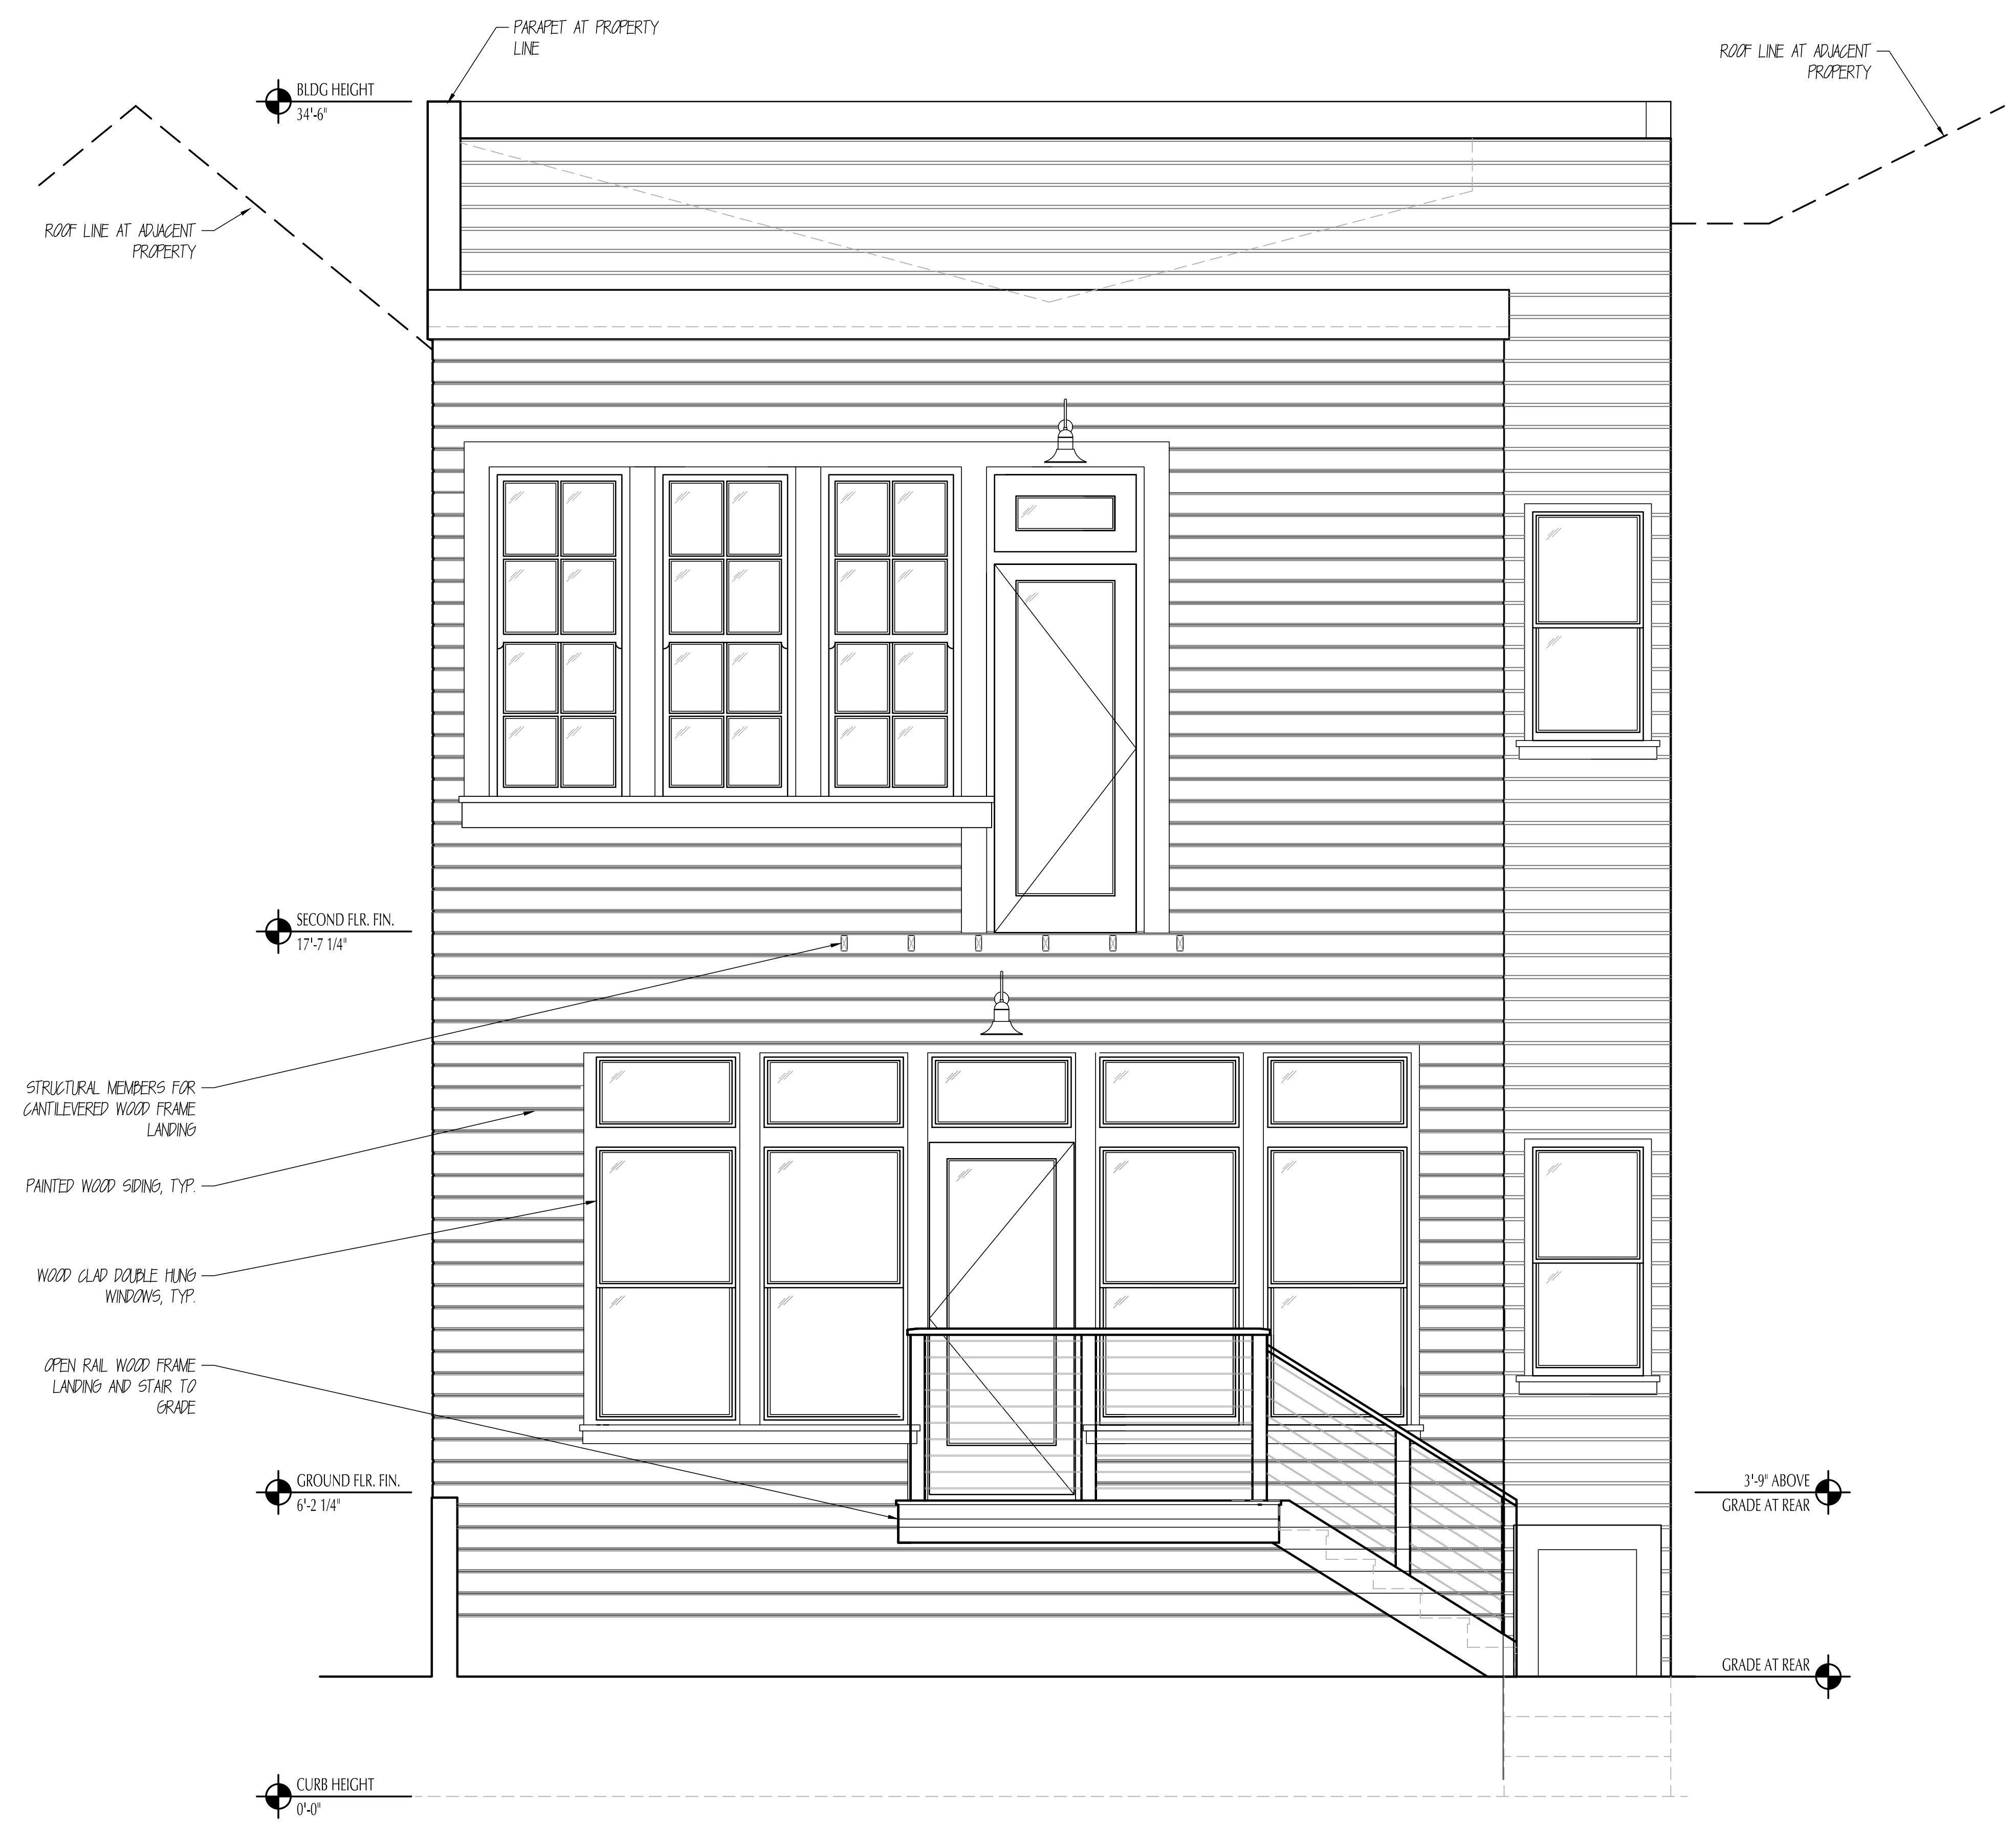 PARAPET AT PROPERTY
LINE
ROOF LINE AT ADJACENT
PROPERTY
BLDG HEIGHT
34'-6"
ROOF LINE AT ADJACENT
PROPERTY
SECOND FLR. FIN.
17'-7 1/4"
STRUCTURAL MEMBERS FOR
CANTILEVERED WOOD FRAME
LANDING
PAINTED WOOD SIDING, TYP.
WOOD CLAD DOUBLE HUNG
WINDOWS, TYP.
OPEN RAIL WOOD FRAME
LANDING AND STAIR TO
GRADE
GROUND FLR. FIN.
6'-2 1/4"
3'-9" ABOVE
GRADE AT REAR
GRADE AT REAR
CURB HEIGHT
0'-0"